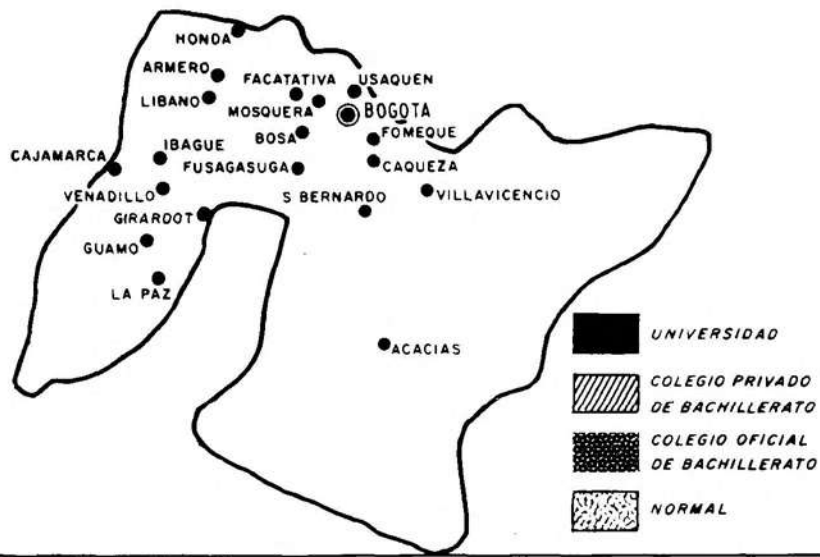 HONDA
ARMERO
LIBANO
FACATATIVA
USAQUEN
MOSQUERA
BOGOTA
BOSA
FOMEQUE
CAJAMARCA
IBAGUE
FUSAGASUGA
CAQUEZA
VENADILLO
S BERNARDO
VILLAVICENCIO
GIRARDOT
GUAMO
LA PAZ
ACACIAS
UNIVERSIDAD
COLEGIO PRIVADO
DE BACHILLERATO
COLEGIO OFICIAL
DE BACHILLERATO
NORMAL